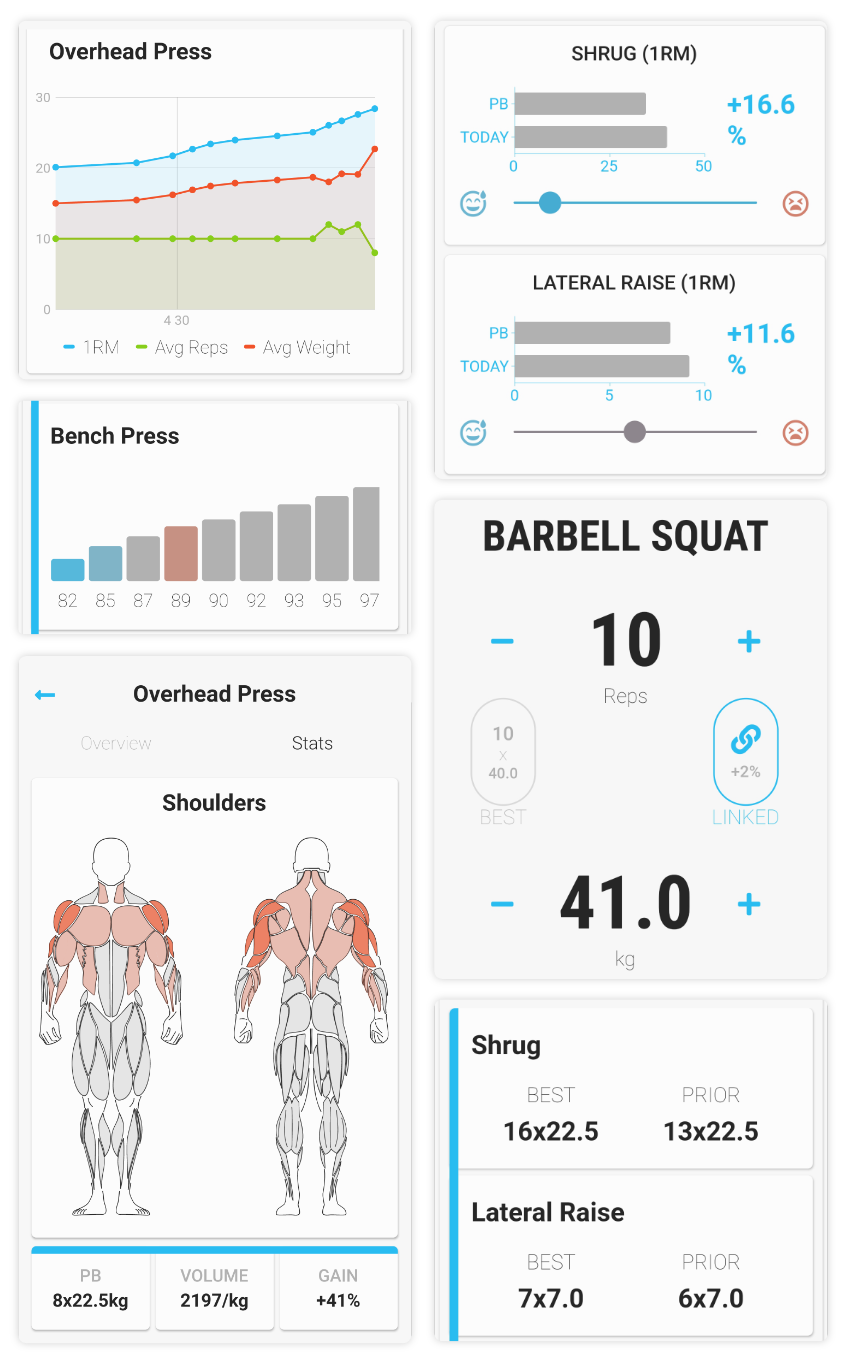 Overhead Press
30
20
10
0
4 30
1RM Avg Reps Avg Weight
Bench Press
82 85 87 89 90 92 93 95 97
Overhead Press
Overview Stats
Shoulders
PB VOLUME GAIN
8x22.5kg 2197/kg +41%
SHRUG (1RM)
PB
TODAY
+16.6
%
0 25 50
LATERAL RAISE (1RM)
PB
TODAY
+11.6
%
0 5 10
BARBELL SQUAT
− 10 +
Reps
10
x
40.0
BEST
+2%
LINKED
− 41.0 +
kg
Shrug
BEST PRIOR
16x22.5 13x22.5
Lateral Raise
BEST PRIOR
7x7.0 6x7.0